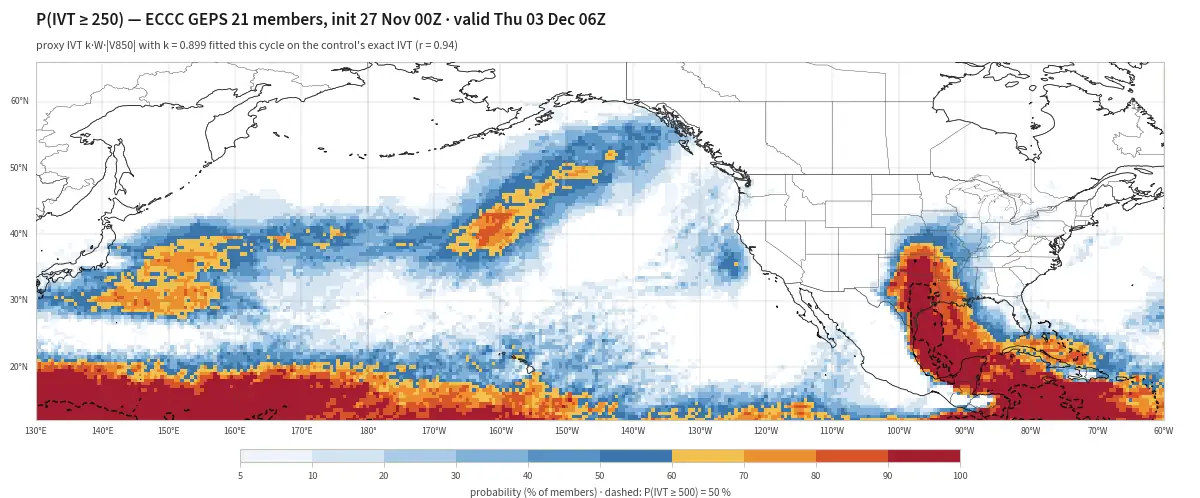 P(IVT ≥ 250) — ECCC GEPS 21 members, init 27 Nov 00Z · valid Thu 03 Dec 06Z
proxy IVT k·W·|V850| with k = 0.899 fitted this cycle on the control's exact IVT (r = 0.94)
60°N
50°N
40°N
30°N
20°N
130°E 140°E 150°E 160°E 170°E 180° 170°W 160°W 150°W 140°W 130°W 120°W 110°W 100°W 90°W 80°W 70°W 60°W
5 10 20 30 40 50 60 70 80 90 100
probability (% of members) · dashed: P(IVT ≥ 500) = 50 %